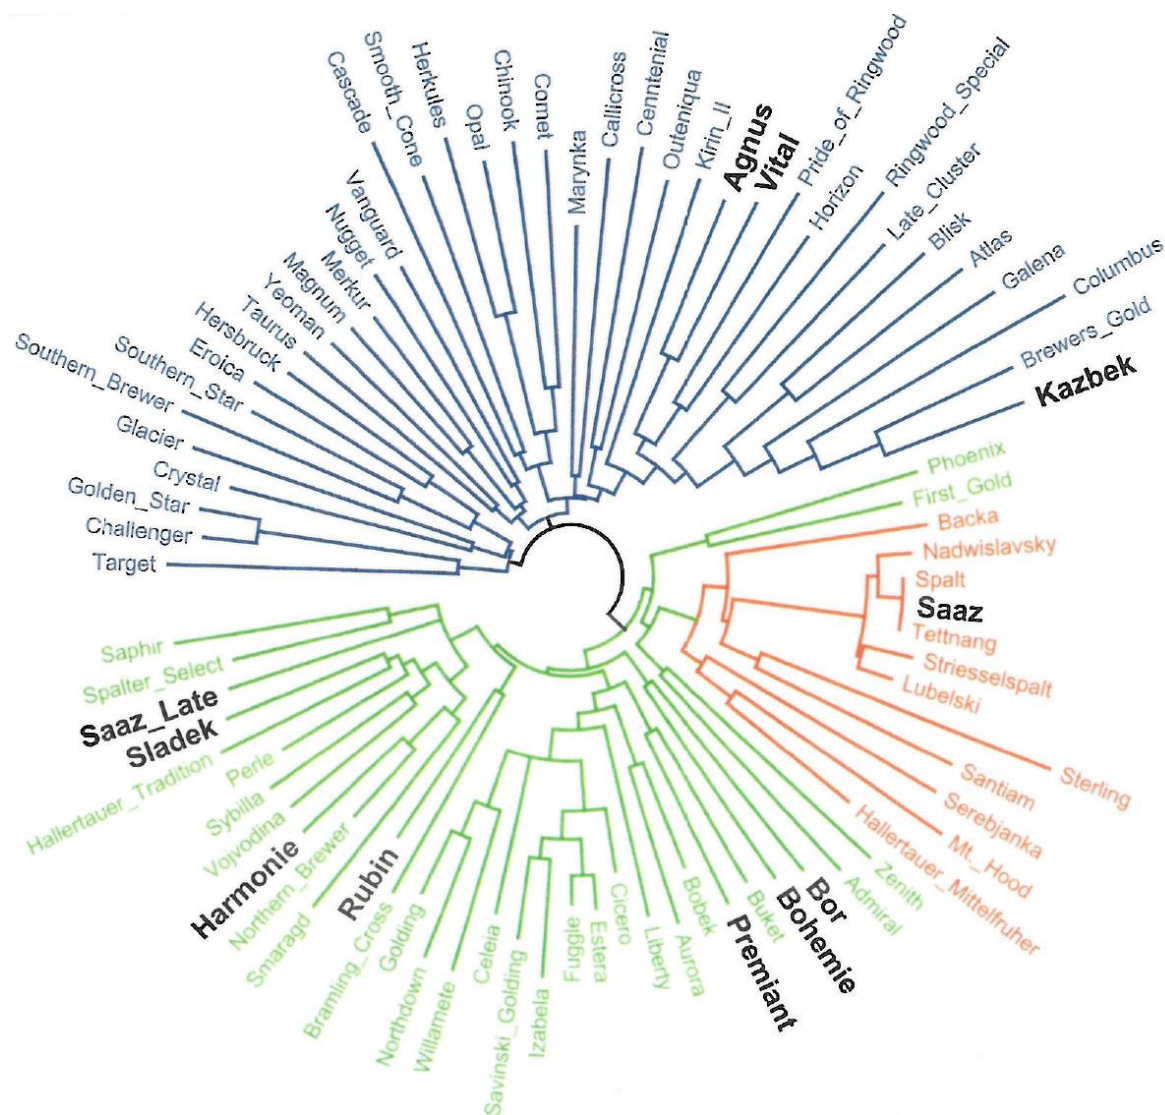 Cascade
Smooth_Cone
Herkules
Opal
Chinook
Comet
Marynka
Callicross
Cenntenial
Outeniqua
Kirin_II
Agnus
Vital
Pride_of_Ringwood
Horizon
Ringwood_Special
Late_Cluster
Blisk
Atlas
Galena
Columbus
Brewers_Gold
Kazbek
Phoenix
First_Gold
Backa
Nadwislavsky
Spalt
Saaz
Tettnang
Striesselspalt
Lubelski
Sterling
Santiam
Serebjanka
Mt._Hood
Hallertauer_Mittelfruher
Zenith
Admiral
Bor
Bohemie
Buket
Premiant
Bobek
Aurora
Liberty
Cicero
Estera
Fuggle
Izabela
Savinski_Golding
Celeia
Willamete
Northdown
Golding
Bramling_Cross
Rubin
Smaragd
Northern_Brewer
Harmonie
Vojvodina
Sybilla
Perle
Hallertauer_Tradition
Sladek
Saaz_Late
Spalter_Select
Saphir
Target
Challenger
Golden_Star
Crystal
Glacier
Southern_Brewer
Southern_Star
Eroica
Hersbruck
Taurus
Yeoman
Magnum
Merkur
Nugget
Vanguard